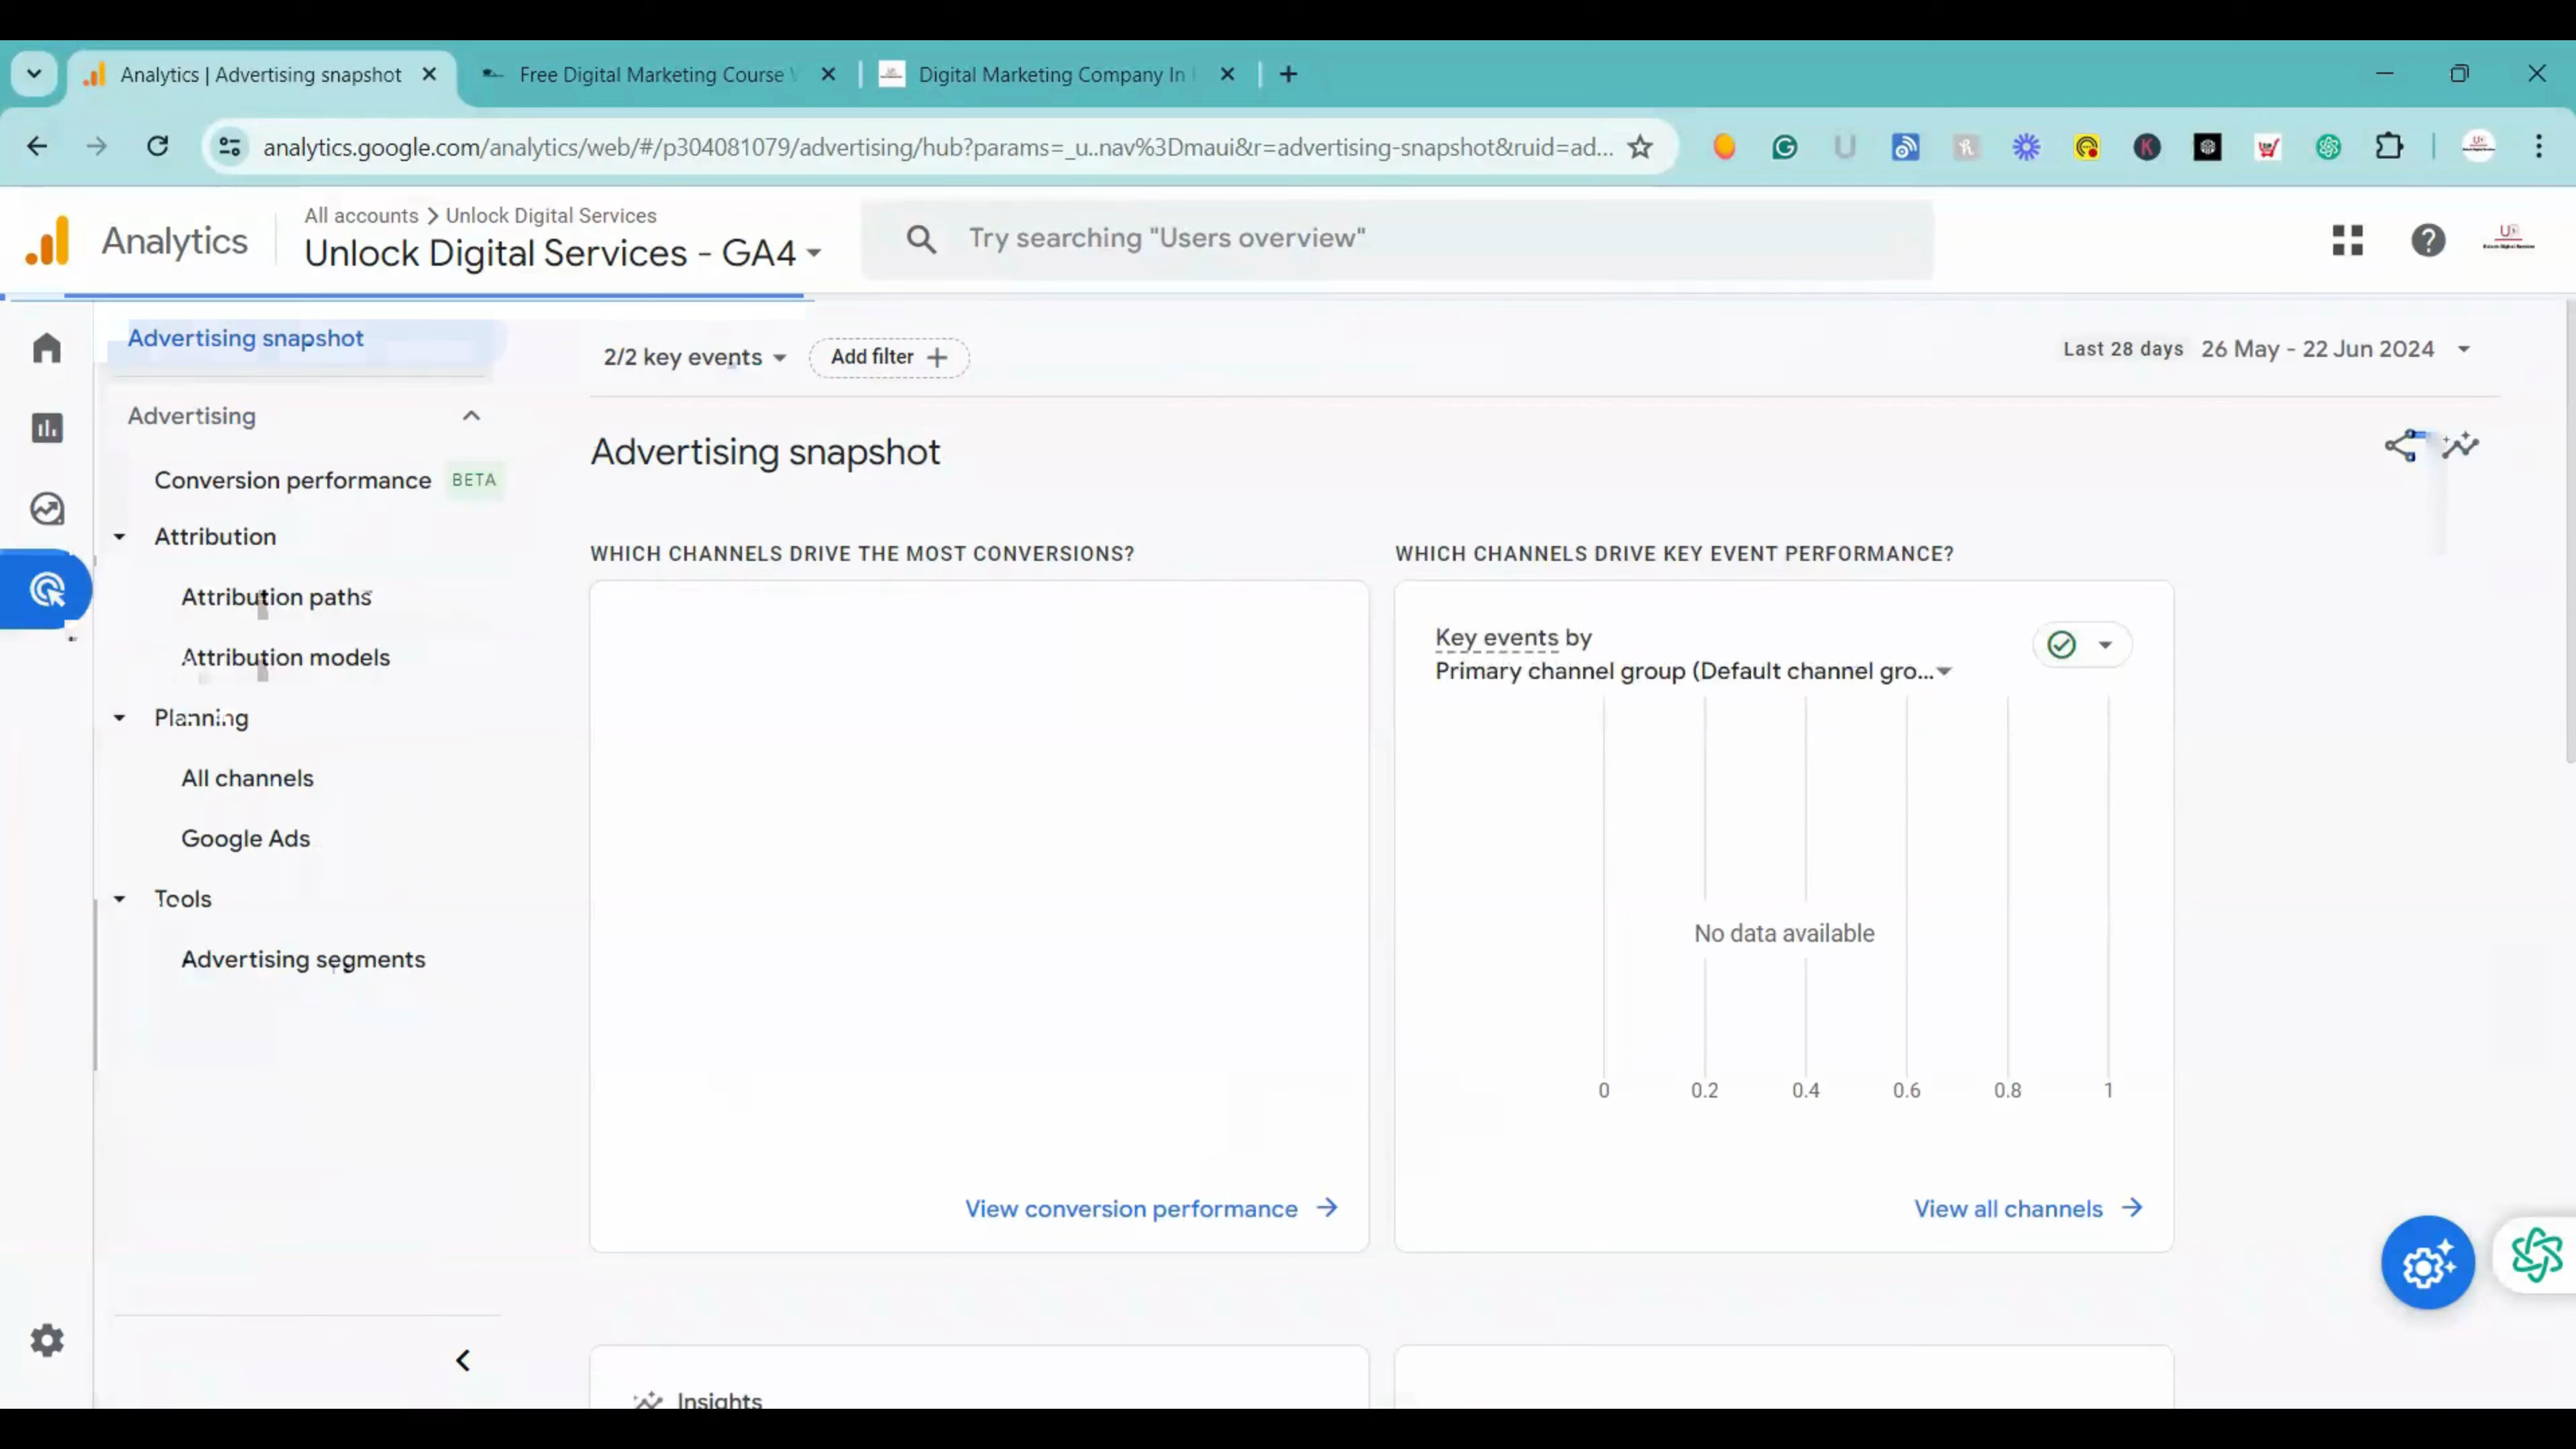 Analytics | Advertising snapshot
Free Digital Marketing Course
Digital Marketing Company In
analytics.google.com/analytics/web/#/p304081079/advertising/hub?params=_u..nav%3Dmaui&r=advertising-snapshot&ruid=ad...
Analytics
All accounts > Unlock Digital Services
Unlock Digital Services - GA4
Try searching "Users overview"
Advertising snapshot
Advertising
Conversion performance BETA
Attribution
Attribution paths
Attribution models
Planning
All channels
Google Ads
Tools
Advertising segments
2/2 key events
Add filter +
Last 28 days 26 May - 22 Jun 2024
Advertising snapshot
WHICH CHANNELS DRIVE THE MOST CONVERSIONS?
View conversion performance
WHICH CHANNELS DRIVE KEY EVENT PERFORMANCE?
Key events by
Primary channel group (Default channel gro...
No data available
0 0.2 0.4 0.6 0.8 1
View all channels
Insights